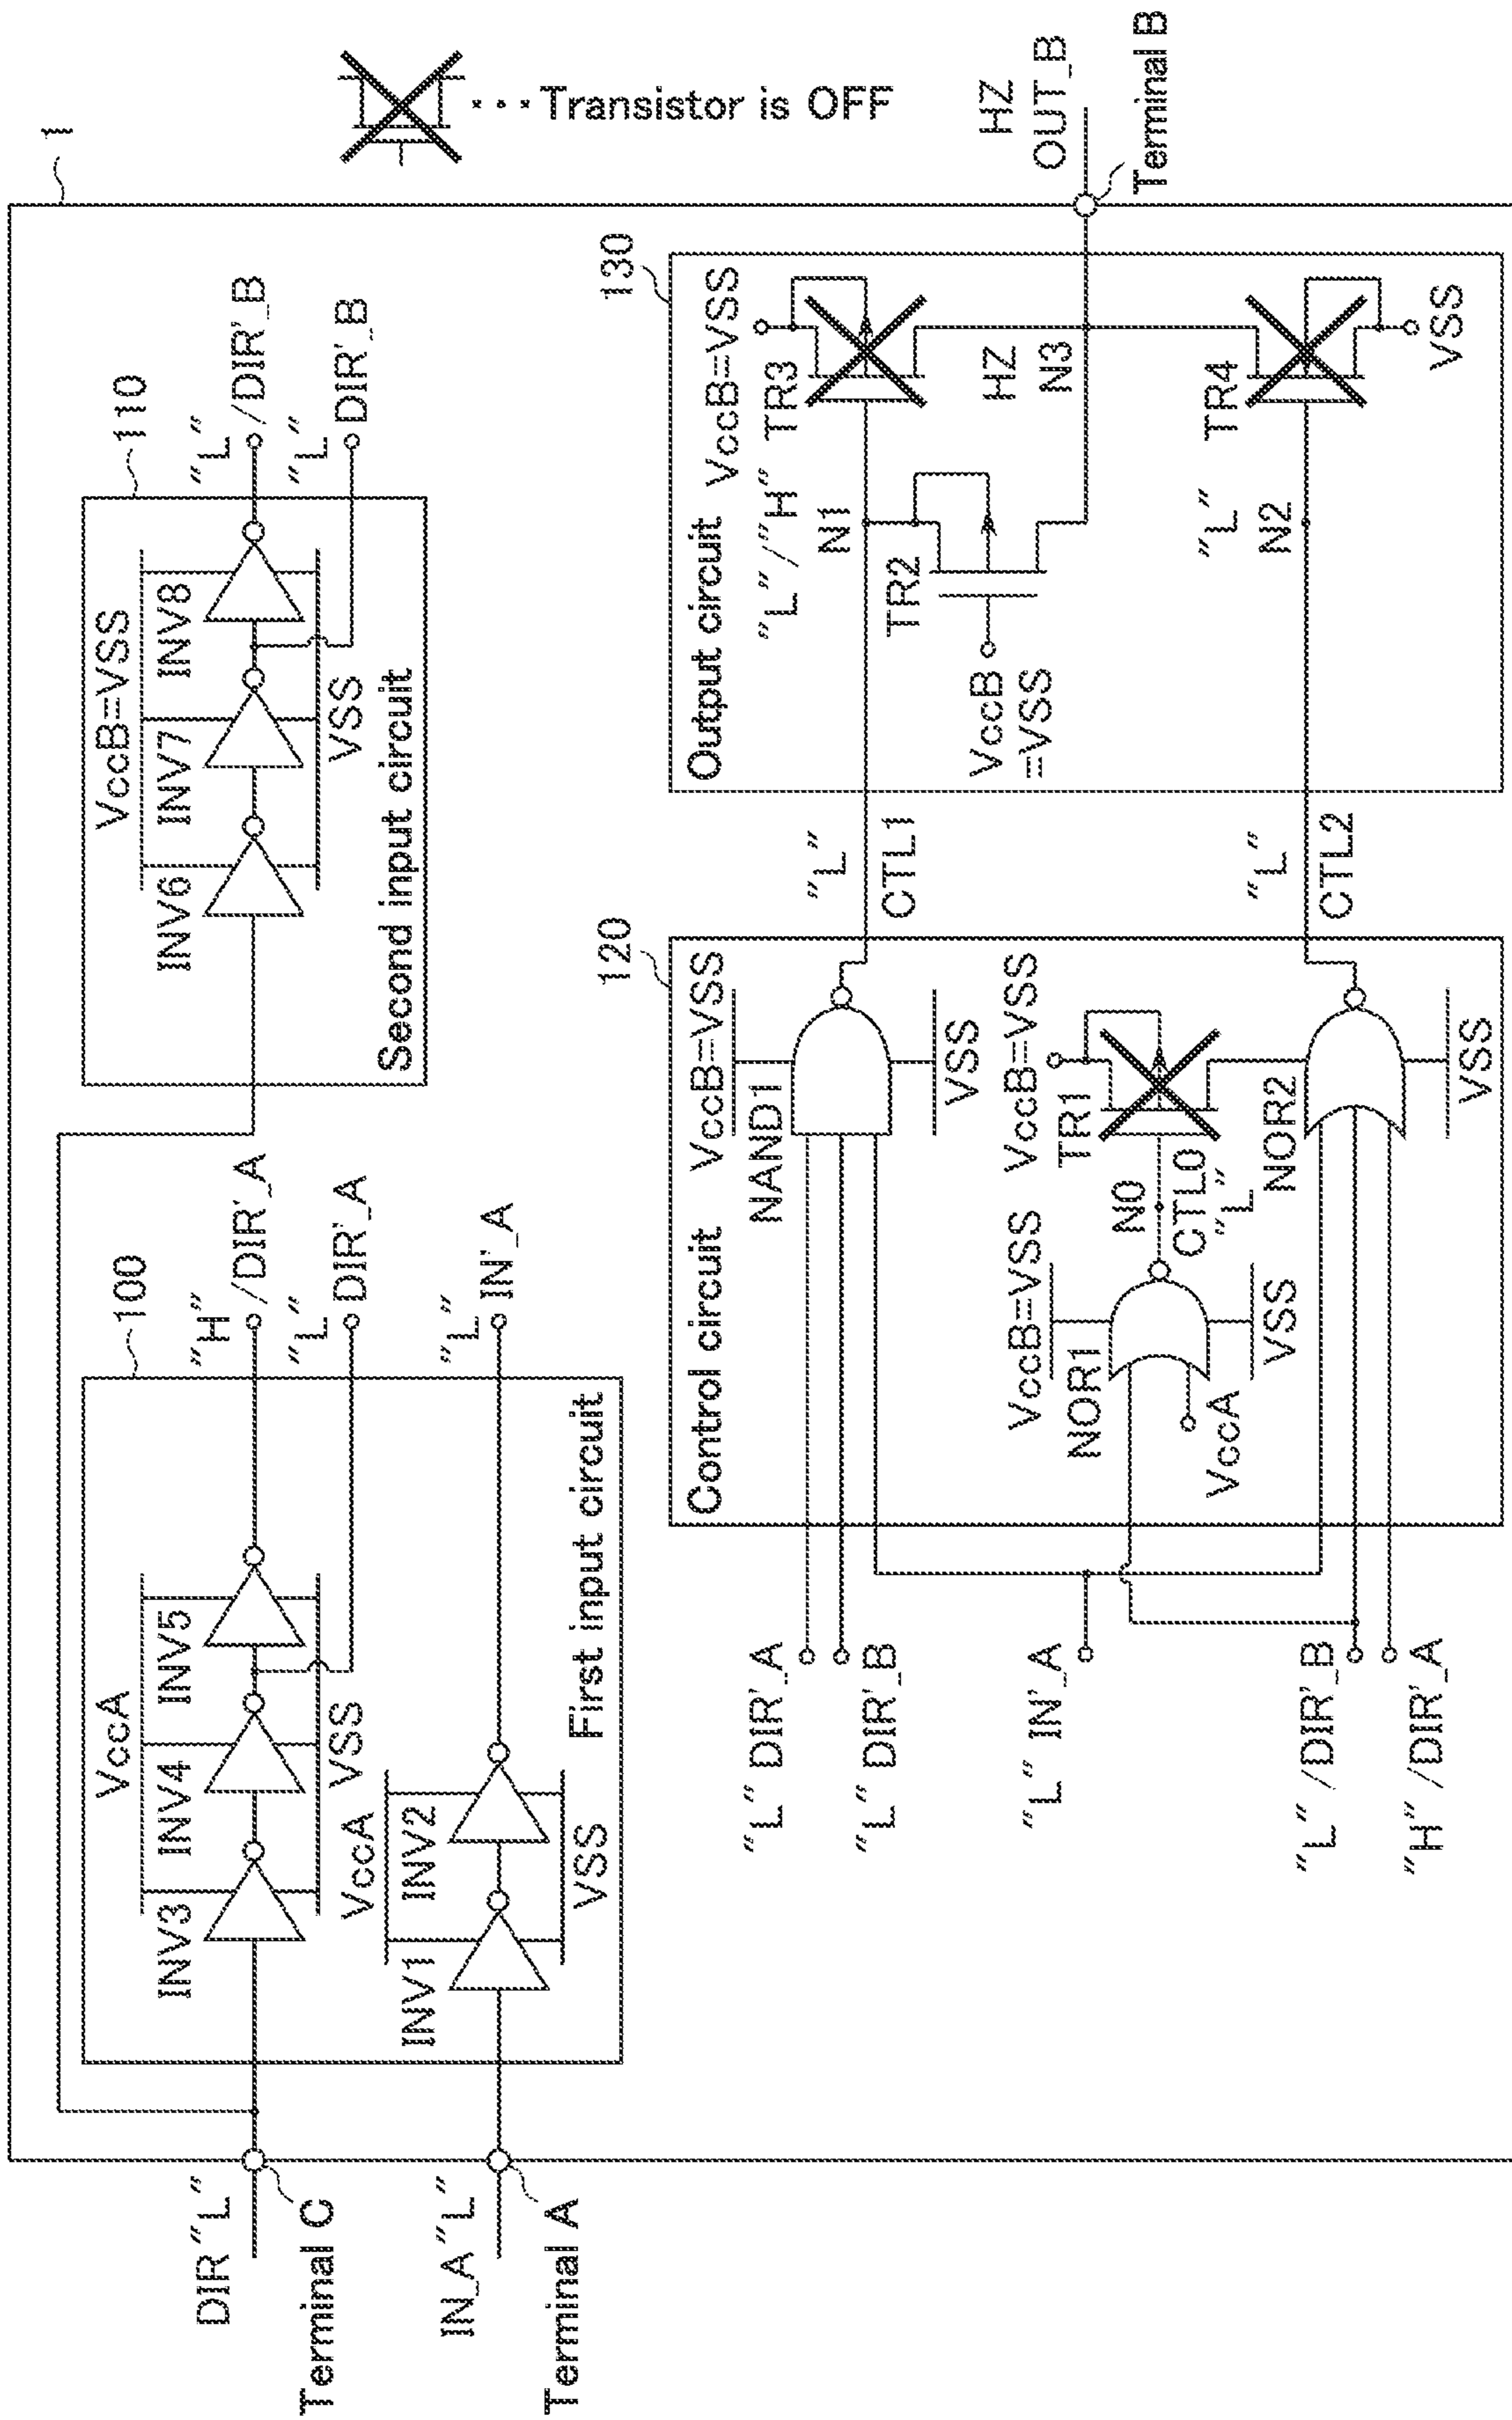 1
DIR "L"
Terminal C
IN_A "L"
Terminal A
100
VccA
INV3
INV4
INV5
VSS
VccA
INV1
INV2
VSS
First input circuit
"H"
/DIR'_A
"L"
DIR'_A
"L"
IN'_A
110
VccB=VSS
INV6
INV7
INV8
VSS
Second input circuit
"L"
/DIR'_B
"L"
DIR'_B
··· Transistor is OFF
"L" DIR'_A
"L" DIR'_B
"L" IN'_A
"L" /DIR'_B
"H" /DIR'_A
120
Control circuit
VccB=VSS
NAND1
VSS
VccB=VSS
NOR1
VccA
VSS
N0
CTL0
"L"
VccB=VSS
TR1
NOR2
VSS
"L"
CTL1
"L"
CTL2
130
Output circuit
VccB=VSS
"L"/"H"
TR3
N1
TR2
VccB
=VSS
HZ
N3
"L"
N2
TR4
VSS
HZ
OUT_B
Terminal B